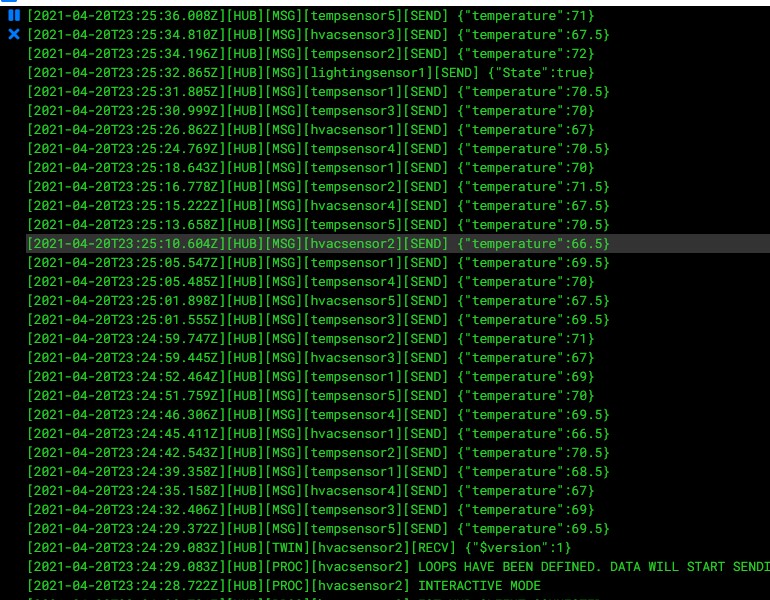 [2021-04-20T23:25:36.008Z][HUB][MSG][tempsensor5][SEND] {"temperature":71}
[2021-04-20T23:25:34.810Z][HUB][MSG][hvacsensor3][SEND] {"temperature":67.5}
[2021-04-20T23:25:34.196Z][HUB][MSG][tempsensor2][SEND] {"temperature":72}
[2021-04-20T23:25:32.865Z][HUB][MSG][lightingsensor1][SEND] {"State":true}
[2021-04-20T23:25:31.805Z][HUB][MSG][tempsensor1][SEND] {"temperature":70.5}
[2021-04-20T23:25:30.999Z][HUB][MSG][tempsensor3][SEND] {"temperature":70}
[2021-04-20T23:25:26.862Z][HUB][MSG][hvacsensor1][SEND] {"temperature":67}
[2021-04-20T23:25:24.769Z][HUB][MSG][tempsensor4][SEND] {"temperature":70.5}
[2021-04-20T23:25:18.643Z][HUB][MSG][tempsensor1][SEND] {"temperature":70}
[2021-04-20T23:25:16.778Z][HUB][MSG][tempsensor2][SEND] {"temperature":71.5}
[2021-04-20T23:25:15.222Z][HUB][MSG][hvacsensor4][SEND] {"temperature":67.5}
[2021-04-20T23:25:13.658Z][HUB][MSG][tempsensor5][SEND] {"temperature":70.5}
[2021-04-20T23:25:10.604Z][HUB][MSG][hvacsensor2][SEND] {"temperature":66.5}
[2021-04-20T23:25:05.547Z][HUB][MSG][tempsensor1][SEND] {"temperature":69.5}
[2021-04-20T23:25:05.485Z][HUB][MSG][tempsensor4][SEND] {"temperature":70}
[2021-04-20T23:25:01.898Z][HUB][MSG][hvacsensor5][SEND] {"temperature":67.5}
[2021-04-20T23:25:01.555Z][HUB][MSG][tempsensor3][SEND] {"temperature":69.5}
[2021-04-20T23:24:59.747Z][HUB][MSG][tempsensor2][SEND] {"temperature":71}
[2021-04-20T23:24:59.445Z][HUB][MSG][hvacsensor3][SEND] {"temperature":67}
[2021-04-20T23:24:52.464Z][HUB][MSG][tempsensor1][SEND] {"temperature":69}
[2021-04-20T23:24:51.759Z][HUB][MSG][tempsensor5][SEND] {"temperature":70}
[2021-04-20T23:24:46.306Z][HUB][MSG][tempsensor4][SEND] {"temperature":69.5}
[2021-04-20T23:24:45.411Z][HUB][MSG][hvacsensor1][SEND] {"temperature":66.5}
[2021-04-20T23:24:42.543Z][HUB][MSG][tempsensor2][SEND] {"temperature":70.5}
[2021-04-20T23:24:39.358Z][HUB][MSG][tempsensor1][SEND] {"temperature":68.5}
[2021-04-20T23:24:35.158Z][HUB][MSG][hvacsensor4][SEND] {"temperature":67}
[2021-04-20T23:24:32.406Z][HUB][MSG][tempsensor3][SEND] {"temperature":69}
[2021-04-20T23:24:29.372Z][HUB][MSG][tempsensor5][SEND] {"temperature":69.5}
[2021-04-20T23:24:29.083Z][HUB][TWIN][hvacsensor2][RECV] {"$version":1}
[2021-04-20T23:24:29.083Z][HUB][PROC][hvacsensor2] LOOPS HAVE BEEN DEFINED. DATA WILL START SENDI
[2021-04-20T23:24:28.722Z][HUB][PROC][hvacsensor2] INTERACTIVE MODE